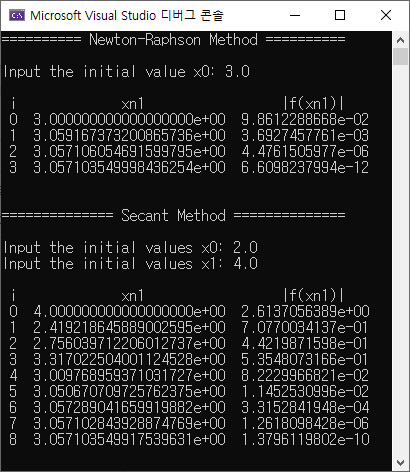 Microsoft Visual Studio 디버그 콘솔
========== Newton-Raphson Method ==========
Input the initial value x0: 3.0
i xn1 |f(xn1)|
0 3.000000000000000000e+00 9.8612288668e-02
1 3.059167373200865736e+00 3.6927457761e-03
2 3.057106054691599795e+00 4.4761505977e-06
3 3.057103549998436254e+00 6.6098237994e-12
============== Secant Method ==============
Input the initial values x0: 2.0
Input the initial values x1: 4.0
i xn1 |f(xn1)|
0 4.000000000000000000e+00 2.6137056389e+00
1 2.419218645889002595e+00 7.0770034137e-01
2 2.756039712206012737e+00 4.4219871598e-01
3 3.317022504001124528e+00 5.3548073166e-01
4 3.009768959371031727e+00 8.2229966821e-02
5 3.050670709725762375e+00 1.1452530996e-02
6 3.057289041659919882e+00 3.3152841948e-04
7 3.057102843928874769e+00 1.2618098428e-06
8 3.057103549917539631e+00 1.3796119802e-10